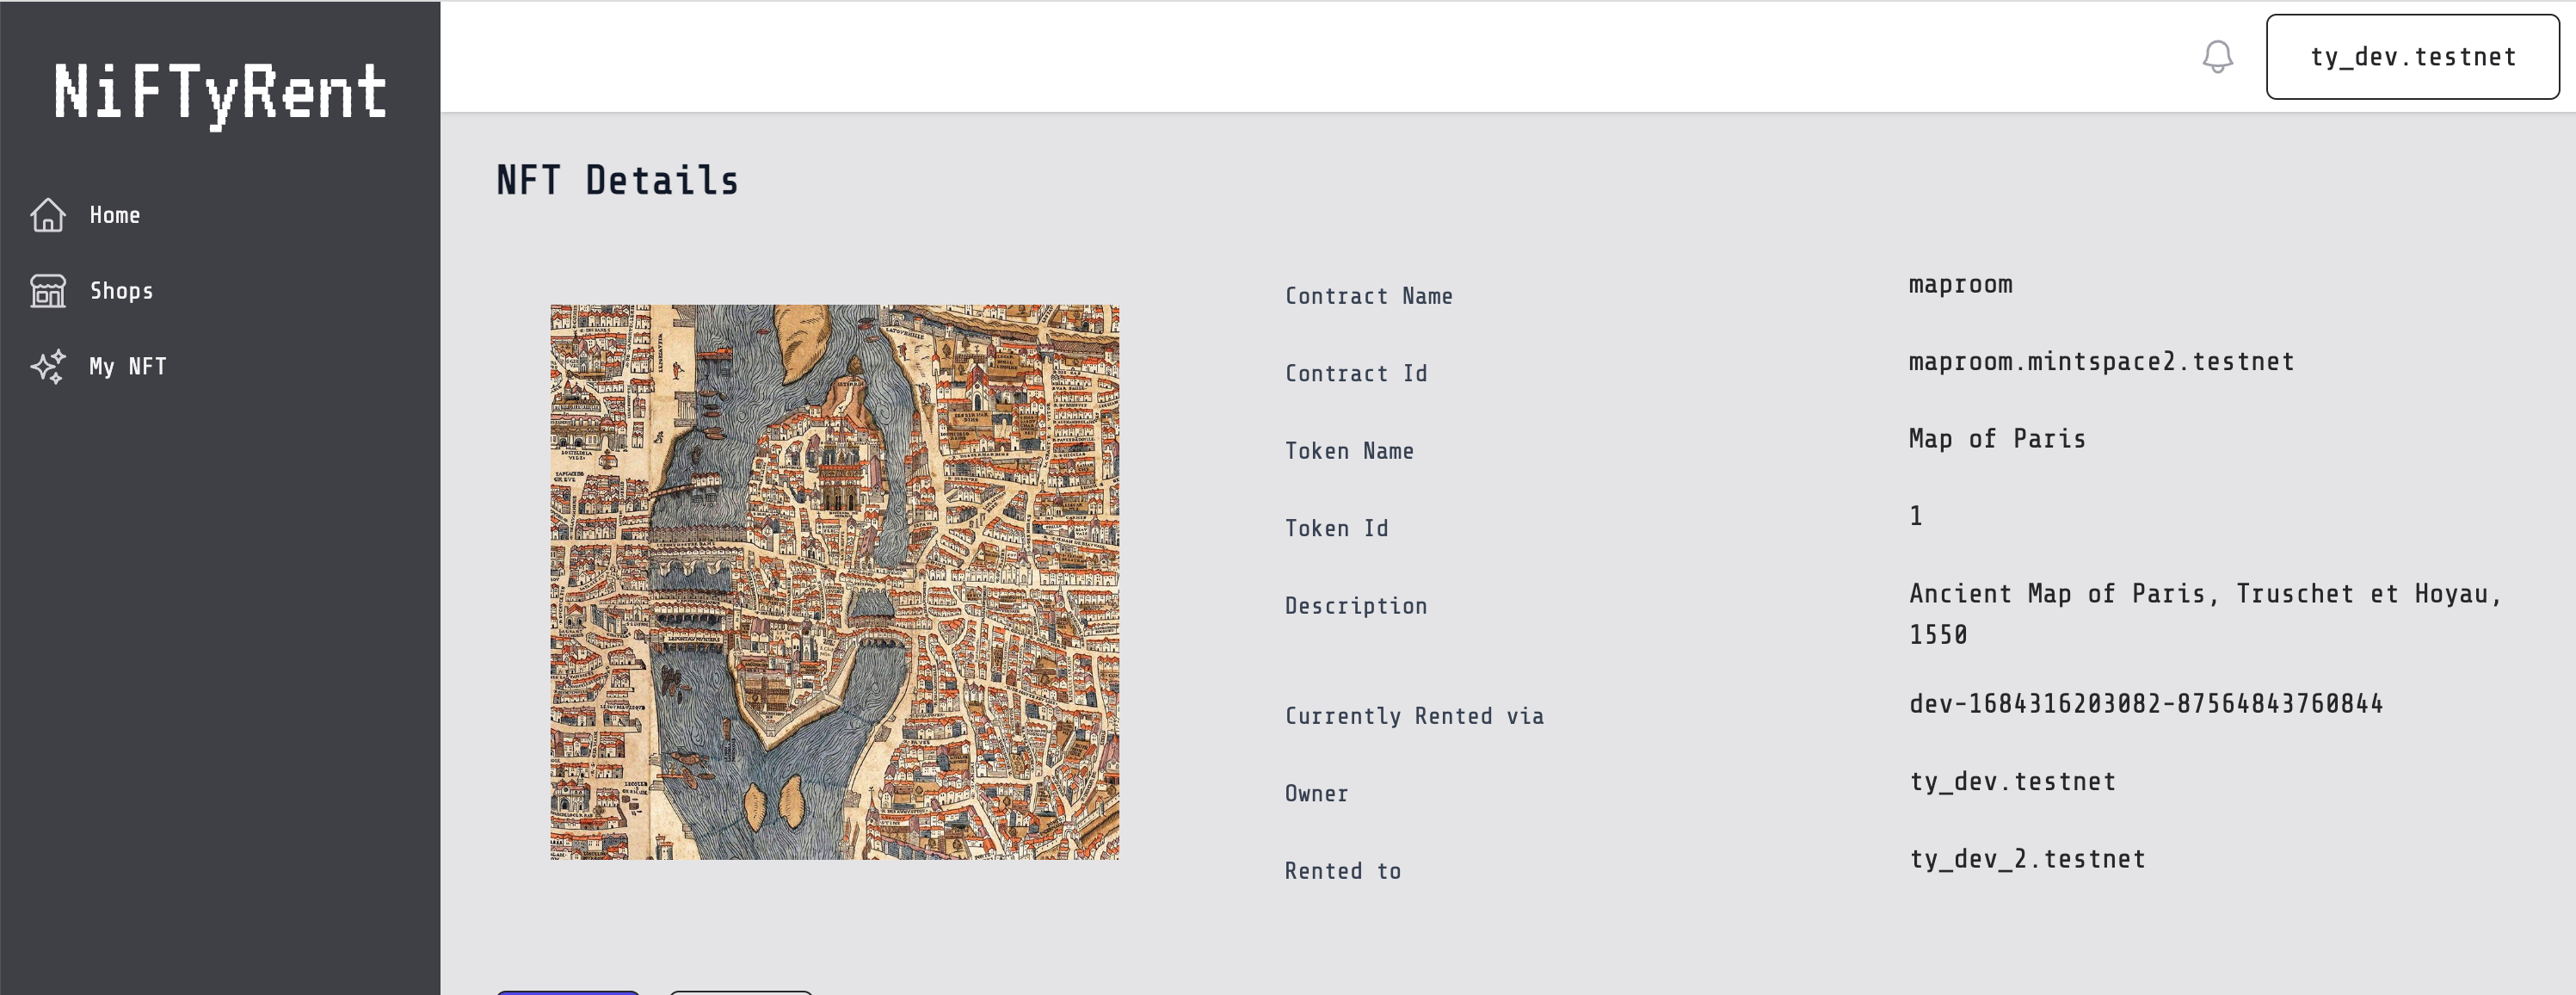 NiFTyRent
Home
Shops
My NFT
ty_dev.testnet
NFT Details
Contract Name
maproom
Contract Id
maproom.mintspace2.testnet
Token Name
Map of Paris
Token Id
1
Description
Ancient Map of Paris, Truschet et Hoyau,
1550
Currently Rented via
dev-1684316203082-87564843760844
Owner
ty_dev.testnet
Rented to
ty_dev_2.testnet